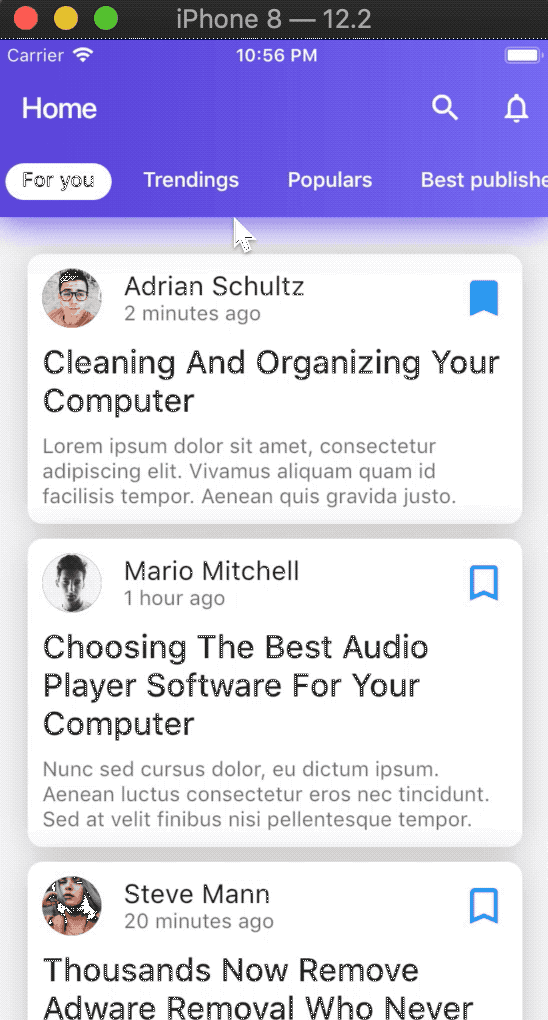 iPhone 8 — 12.2
Carrier 10:56 PM
Home
For you Trendings Populars Best publishe
Adrian Schultz
2 minutes ago
Cleaning And Organizing Your
Computer
Lorem ipsum dolor sit amet, consectetur
adipiscing elit. Vivamus aliquam quam id
facilisis tempor. Aenean quis gravida justo.
Mario Mitchell
1 hour ago
Choosing The Best Audio
Player Software For Your
Computer
Nunc sed cursus dolor, eu dictum ipsum.
Aenean luctus consectetur eros nec tincidunt.
Sed at velit finibus nisi pellentesque tempor.
Steve Mann
20 minutes ago
Thousands Now Remove
Adware Removal Who Never